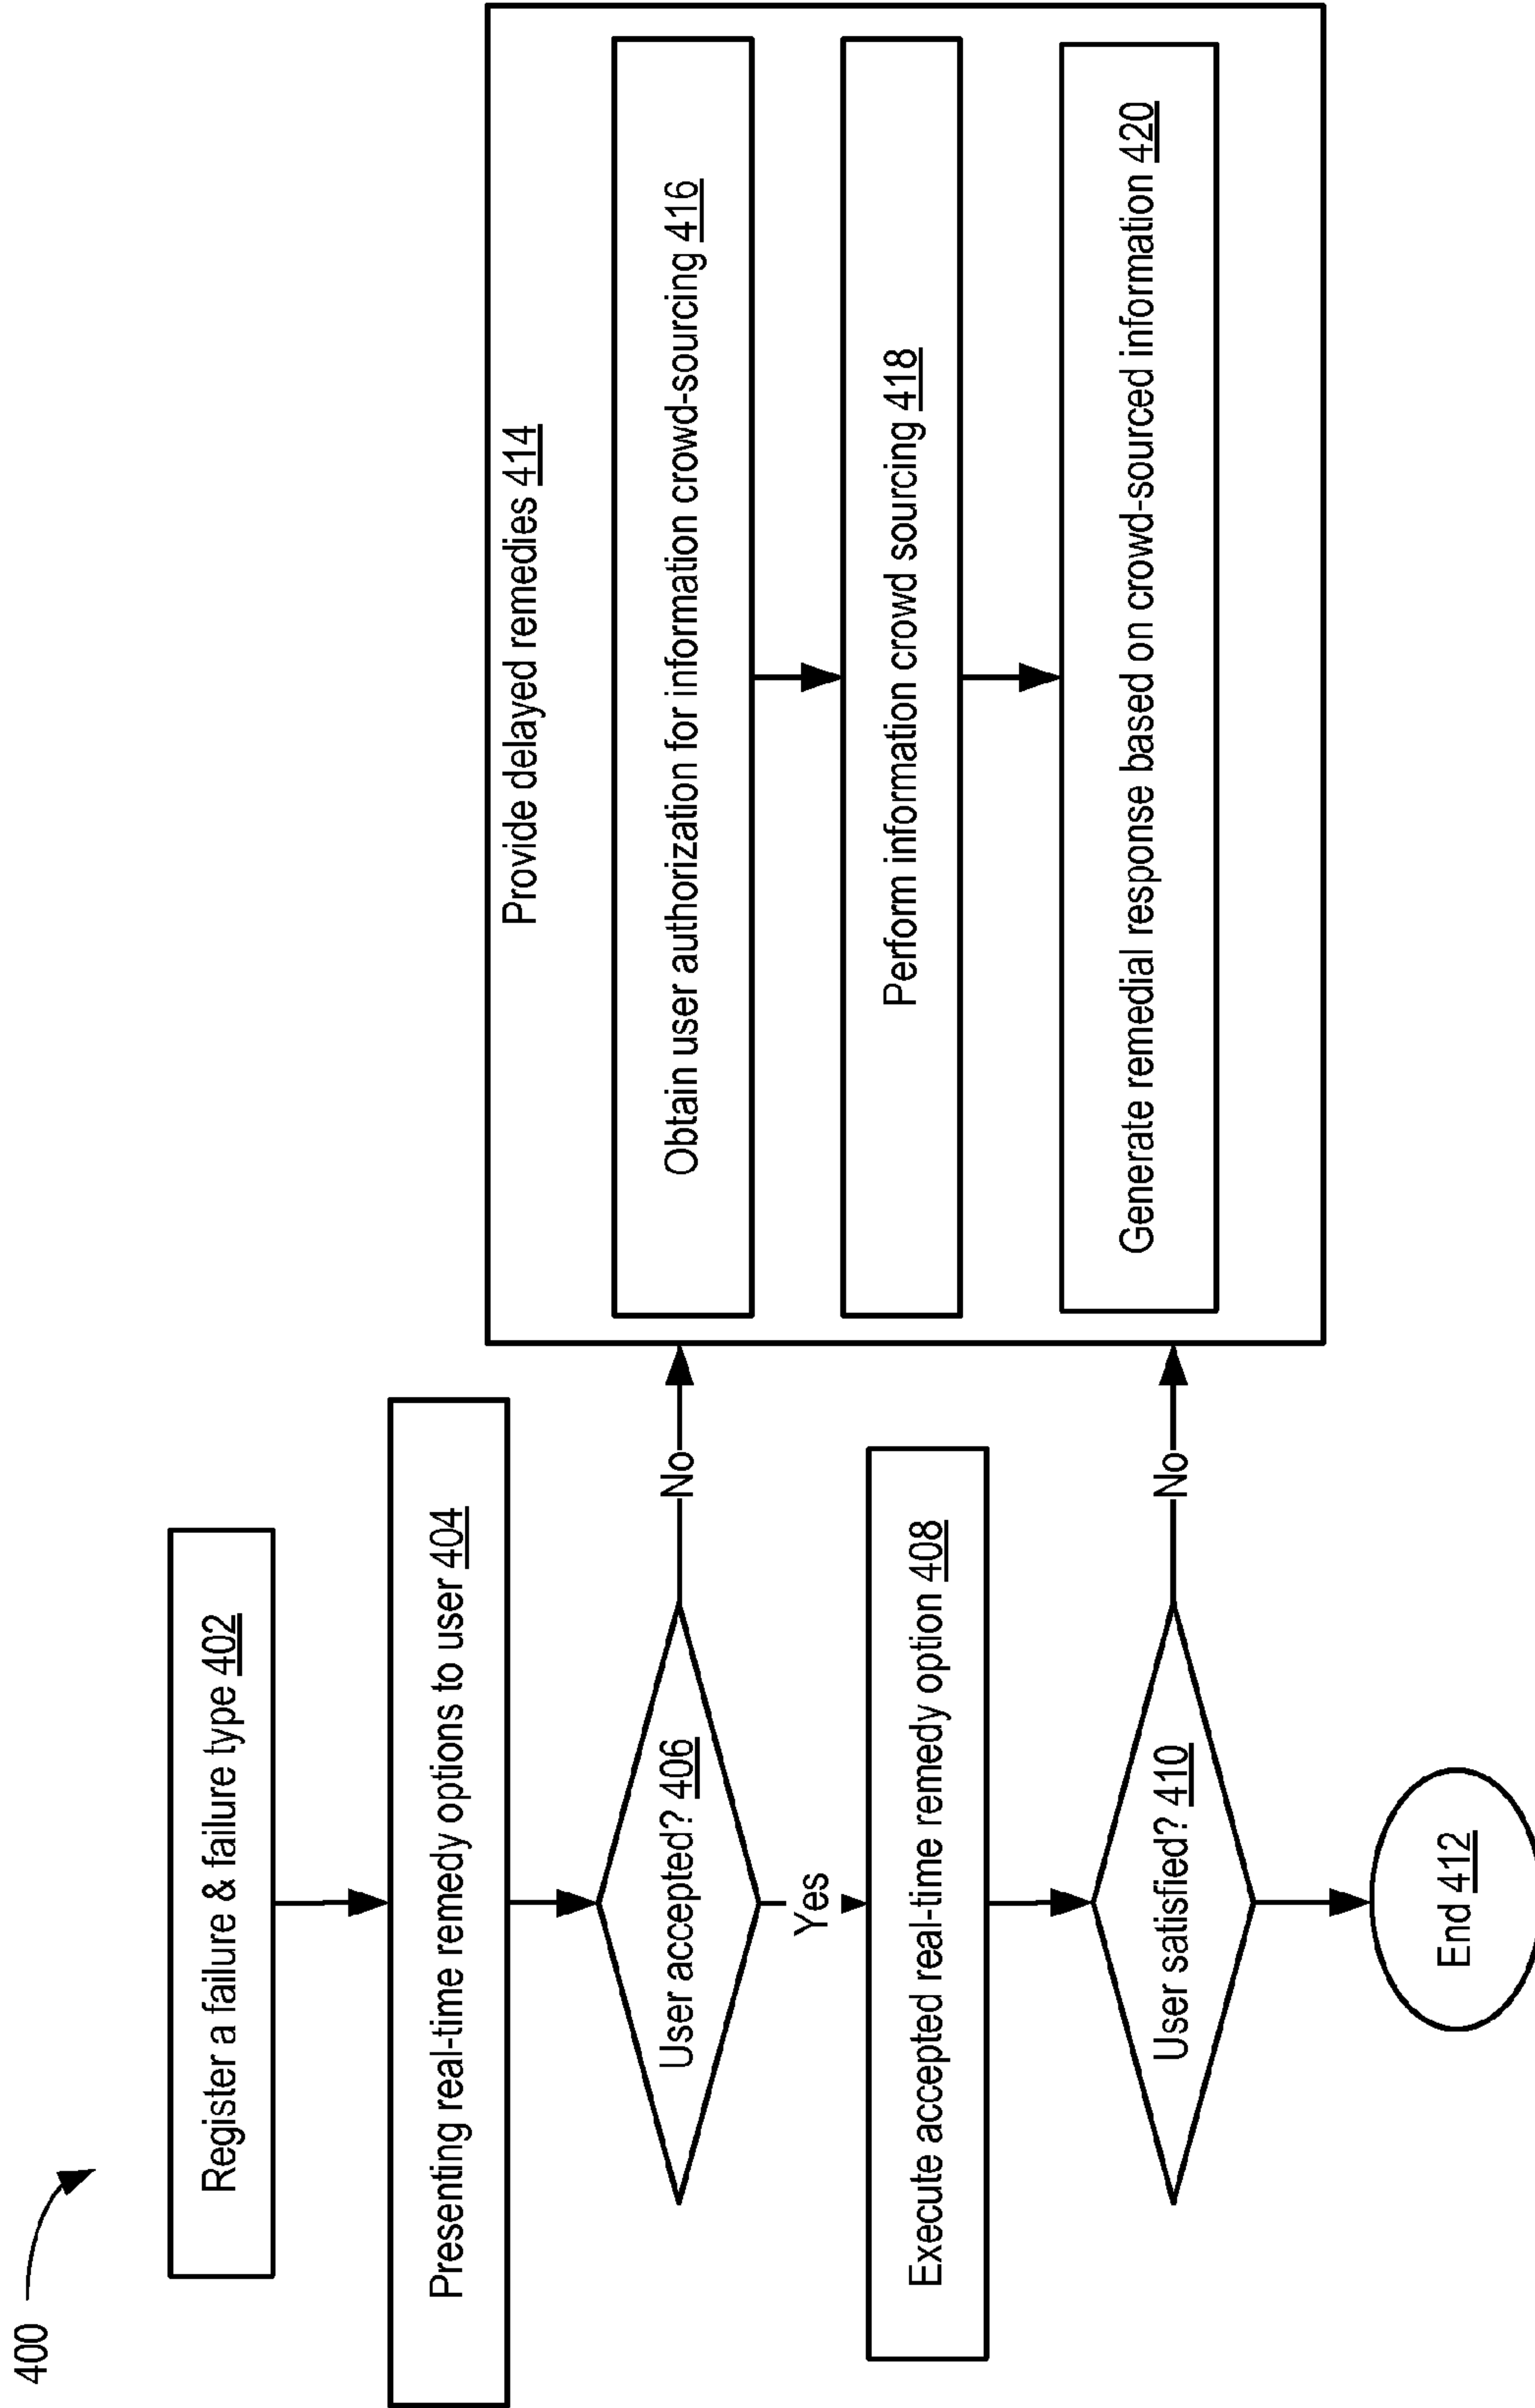 400
Register a failure & failure type 402
Presenting real-time remedy options to user 404
User accepted? 406
No
Yes
Execute accepted real-time remedy option 408
User satisfied? 410
No
End 412
Provide delayed remedies 414
Obtain user authorization for information crowd-sourcing 416
Perform information crowd sourcing 418
Generate remedial response based on crowd-sourced information 420